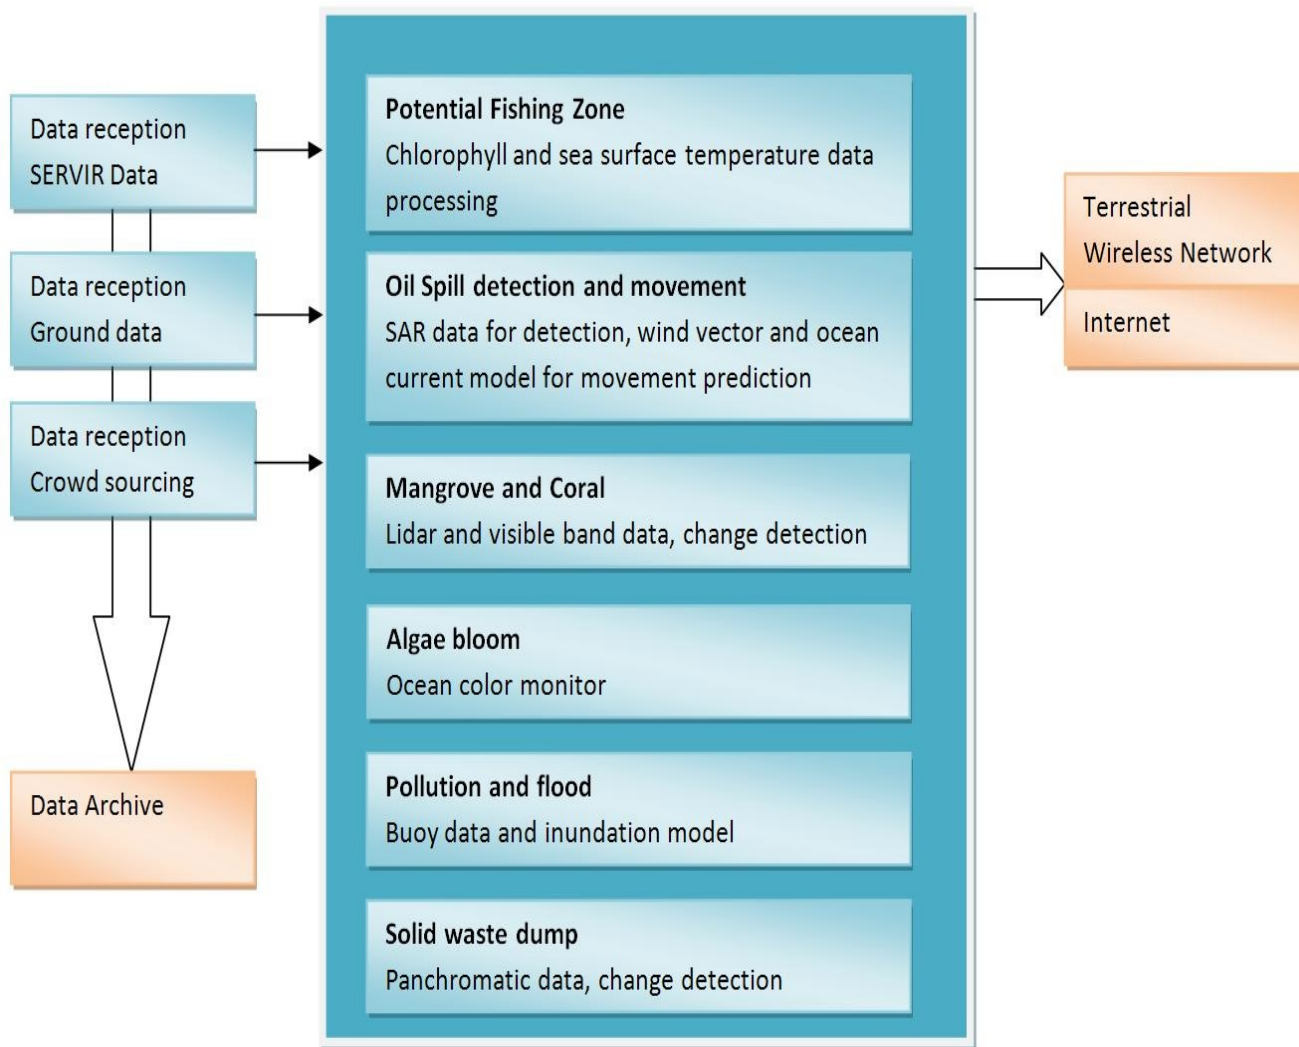 Data reception
SERVIR Data
Data reception
Ground data
Data reception
Crowd sourcing
Data Archive
Potential Fishing Zone
Chlorophyll and sea surface temperature data
processing
Oil Spill detection and movement
SAR data for detection, wind vector and ocean
current model for movement prediction
Mangrove and Coral
Lidar and visible band data, change detection
Algae bloom
Ocean color monitor
Pollution and flood
Buoy data and inundation model
Solid waste dump
Panchromatic data, change detection
Terrestrial
Wireless Network
Internet